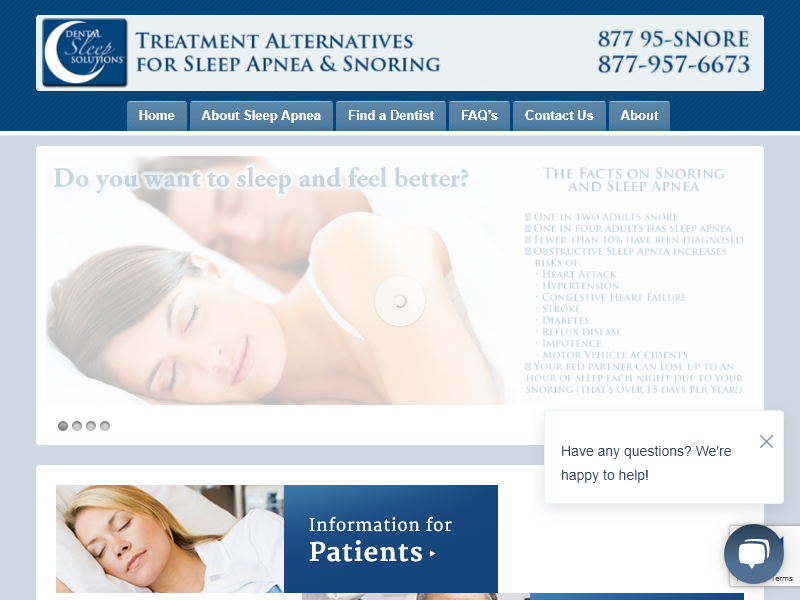 DENTAL
Sleep
SOLUTIONS
TREATMENT ALTERNATIVES
FOR SLEEP APNEA & SNORING
877 95-SNORE
877-957-6673
Home
About Sleep Apnea
Find a Dentist
FAQ's
Contact Us
About
Do you want to sleep and feel better?
THE FACTS ON SNORING
AND SLEEP APNEA
ONE IN TWO ADULTS SNORE
ONE IN FOUR ADULTS HAS SLEEP APNEA
FEWER THAN 10% HAVE BEEN DIAGNOSED
OBSTRUCTIVE SLEEP APNEA INCREASES
RISKS OF:
· HEART ATTACK
· HYPERTENSION
· CONGESTIVE HEART FAILURE
· STROKE
· DIABETES
· REFLUX DISEASE
· IMPOTENCE
· MOTOR VEHICLE ACCIDENTS
YOUR BED PARTNER CAN LOSE UP TO AN
HOUR OF SLEEP EACH NIGHT DUE TO YOUR
SNORING (THAT'S OVER 15 DAYS PER YEAR!)
Have any questions? We're
happy to help!
Information for
Patients
Terms